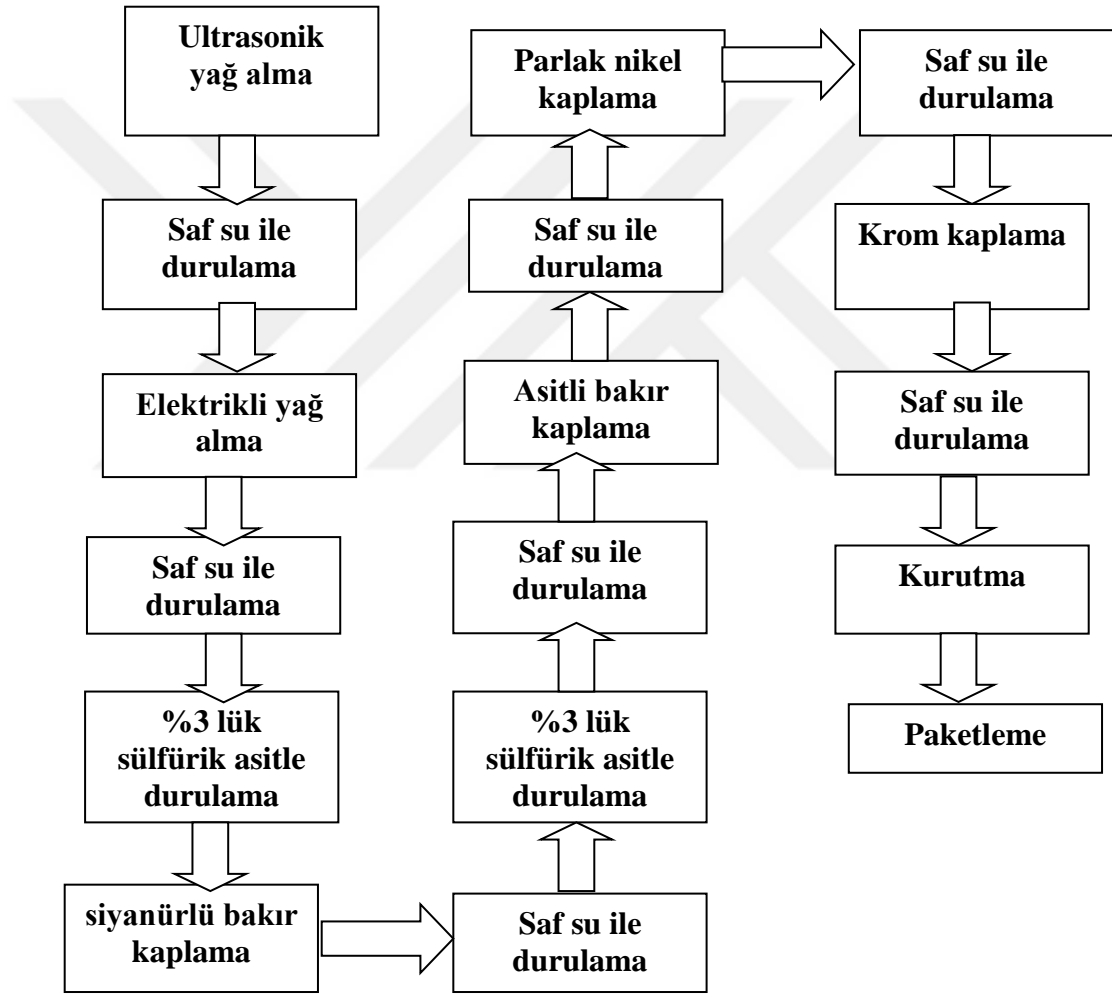 Ultrasonik
yağ alma
Saf su ile
durulama
Elektrikli yağ
alma
Saf su ile
durulama
%3 lük
sülfürik asitle
durulama
siyanürlü bakır
kaplama
Saf su ile
durulama
%3 lük
sülfürik asitle
durulama
Saf su ile
durulama
Asitli bakır
kaplama
Saf su ile
durulama
Parlak nikel
kaplama
Saf su ile
durulama
Krom kaplama
Saf su ile
durulama
Kurutma
Paketleme